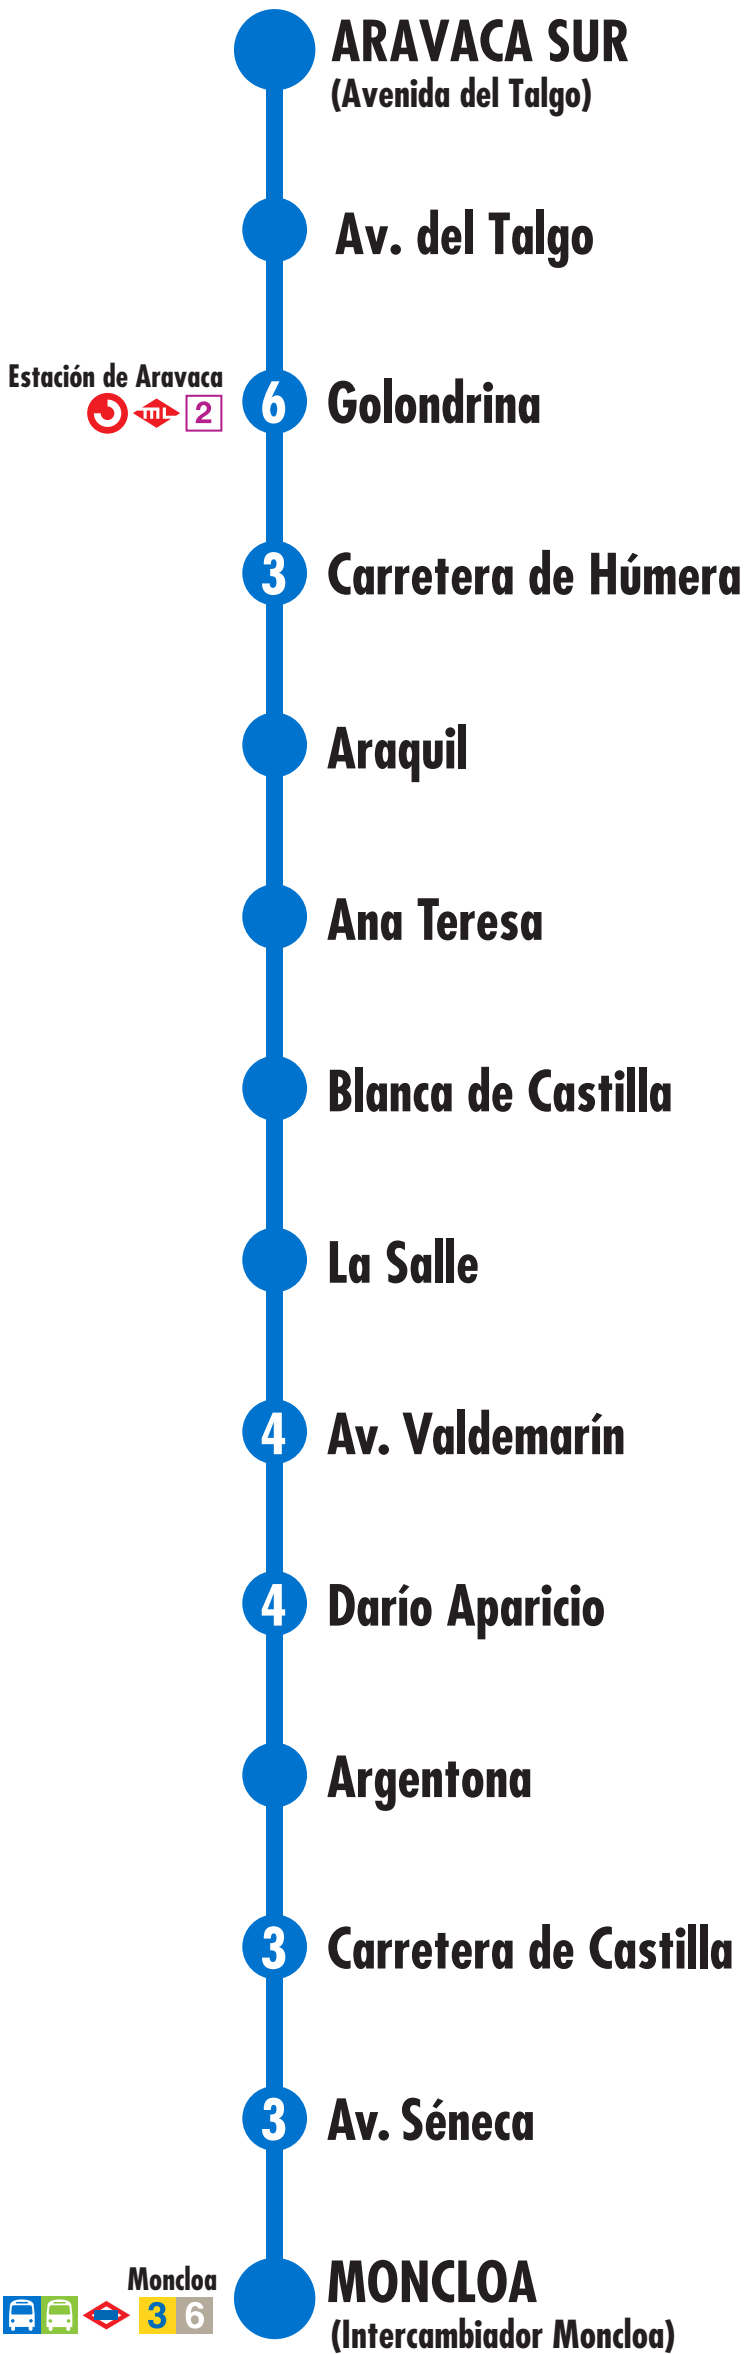 ARAVACA SUR
(Avenida del Talgo)
Av. del Talgo
Estación de Aravaca
ML 2
6 Golondrina
3 Carretera de Húmera
Araquil
Ana Teresa
Blanca de Castilla
La Salle
4 Av. Valdemarín
4 Darío Aparicio
Argentona
3 Carretera de Castilla
3 Av. Séneca
Moncloa
3 6
MONCLOA
(Intercambiador Moncloa)